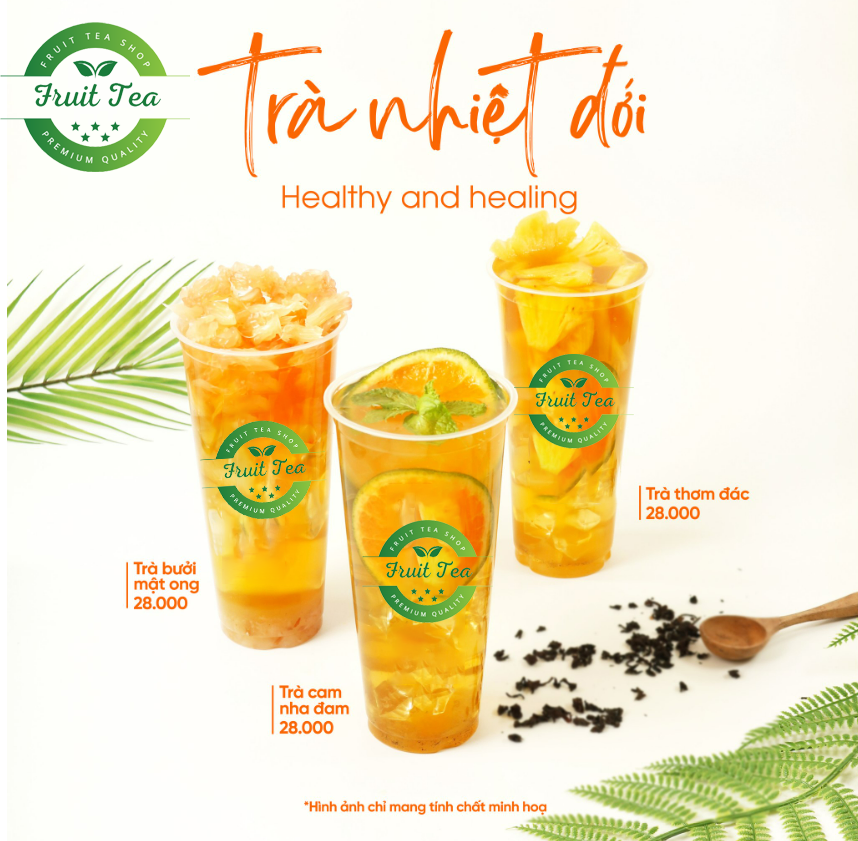 FRUIT TEA SHOP
Fruit Tea
PREMIUM QUALITY
Trà nhiệt đới
Healthy and healing
FRUIT TEA SHOP
Fruit Tea
PREMIUM QUALITY
FRUIT TEA SHOP
Fruit Tea
PREMIUM QUALITY
FRUIT TEA SHOP
Fruit Tea
PREMIUM QUALITY
Trà thơm đác
28.000
Trà bưởi
mật ong
28.000
Trà cam
nha đam
28.000
*Hình ảnh chỉ mang tính chất minh hoạ